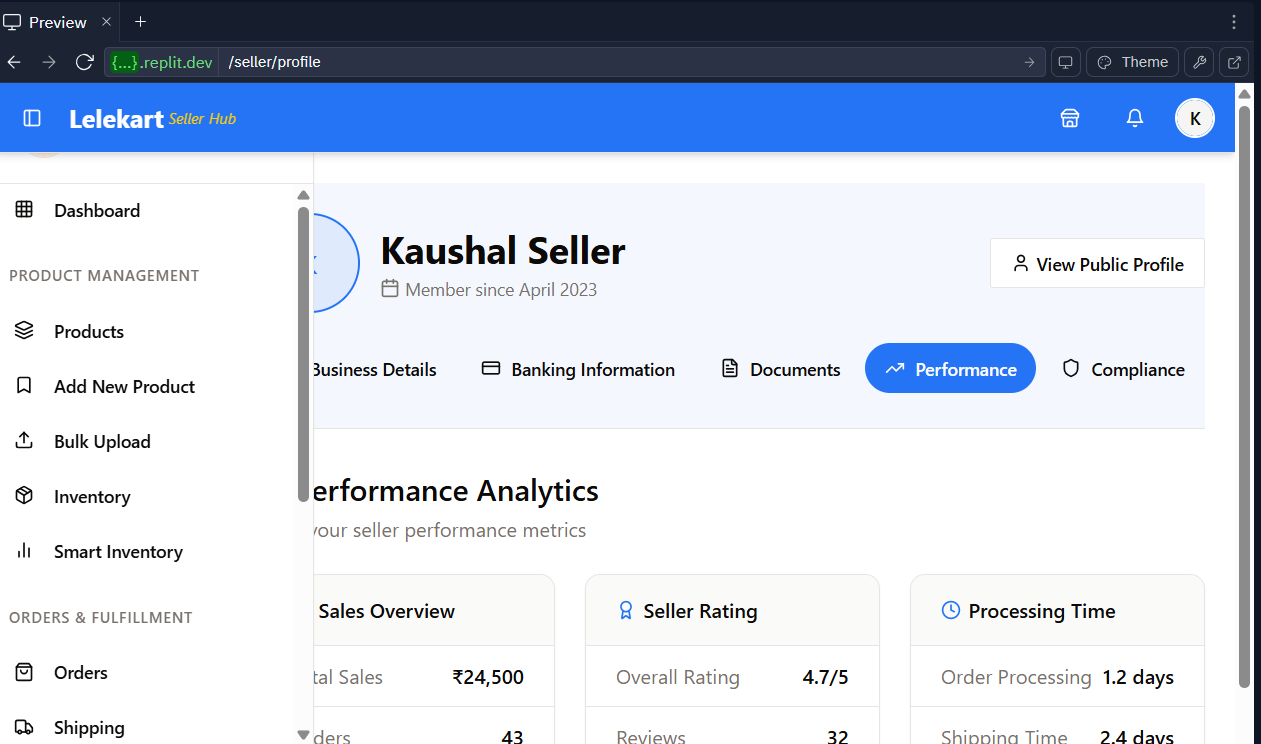 Preview
{...}.replit.dev /seller/profile
Theme
Lelekart Seller Hub
K
Dashboard
PRODUCT MANAGEMENT
Products
Add New Product
Bulk Upload
Inventory
Smart Inventory
ORDERS & FULFILLMENT
Orders
Shipping
Kaushal Seller
Member since April 2023
View Public Profile
Business Details
Banking Information
Documents
Performance
Compliance
erformance Analytics
your seller performance metrics
Sales Overview
tal Sales ₹24,500
ders 43
Seller Rating
Overall Rating 4.7/5
Reviews 32
Processing Time
Order Processing 1.2 days
Shipping Time 2.4 days